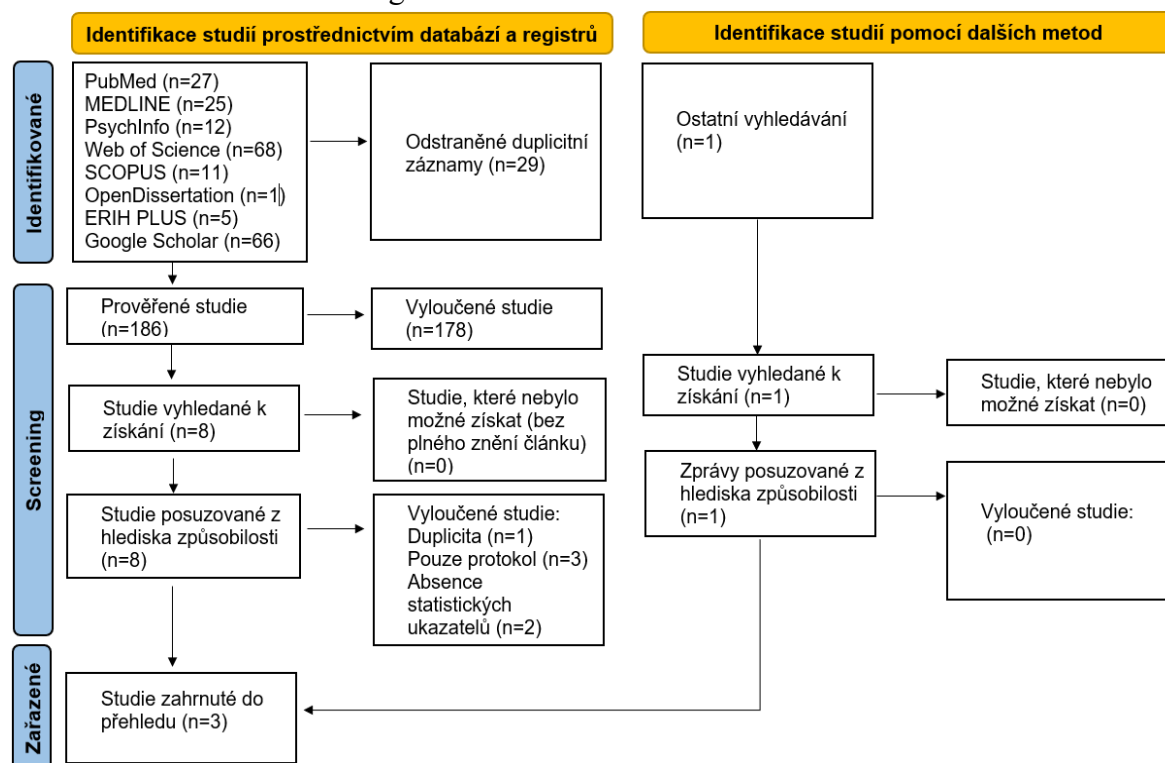 Identifikace studií prostřednictvím databází a registrů
Identifikace studií pomocí dalších metod
Identifikované
PubMed (n=27)
MEDLINE (n=25)
PsychInfo (n=12)
Web of Science (n=68)
SCOPUS (n=11)
OpenDissertation (n=1)
ERIH PLUS (n=5)
Google Scholar (n=66)
Odstraněné duplicitní
záznamy (n=29)
Ostatní vyhledávání
(n=1)
Screening
Prověřené studie
(n=186)
Vyloučené studie
(n=178)
Studie vyhledané k
získání (n=8)
Studie, které nebylo
možné získat (bez
plného znění článku)
(n=0)
Studie vyhledané k
získání (n=1)
Studie, které nebylo
možné získat (n=0)
Studie posuzované z
hlediska způsobilosti
(n=8)
Vyloučené studie:
Duplicita (n=1)
Pouze protokol (n=3)
Absence
statistických
ukazatelů (n=2)
Zprávy posuzované z
hlediska způsobilosti
(n=1)
Vyloučené studie:
(n=0)
Zařazené
Studie zahrnuté do
přehledu (n=3)